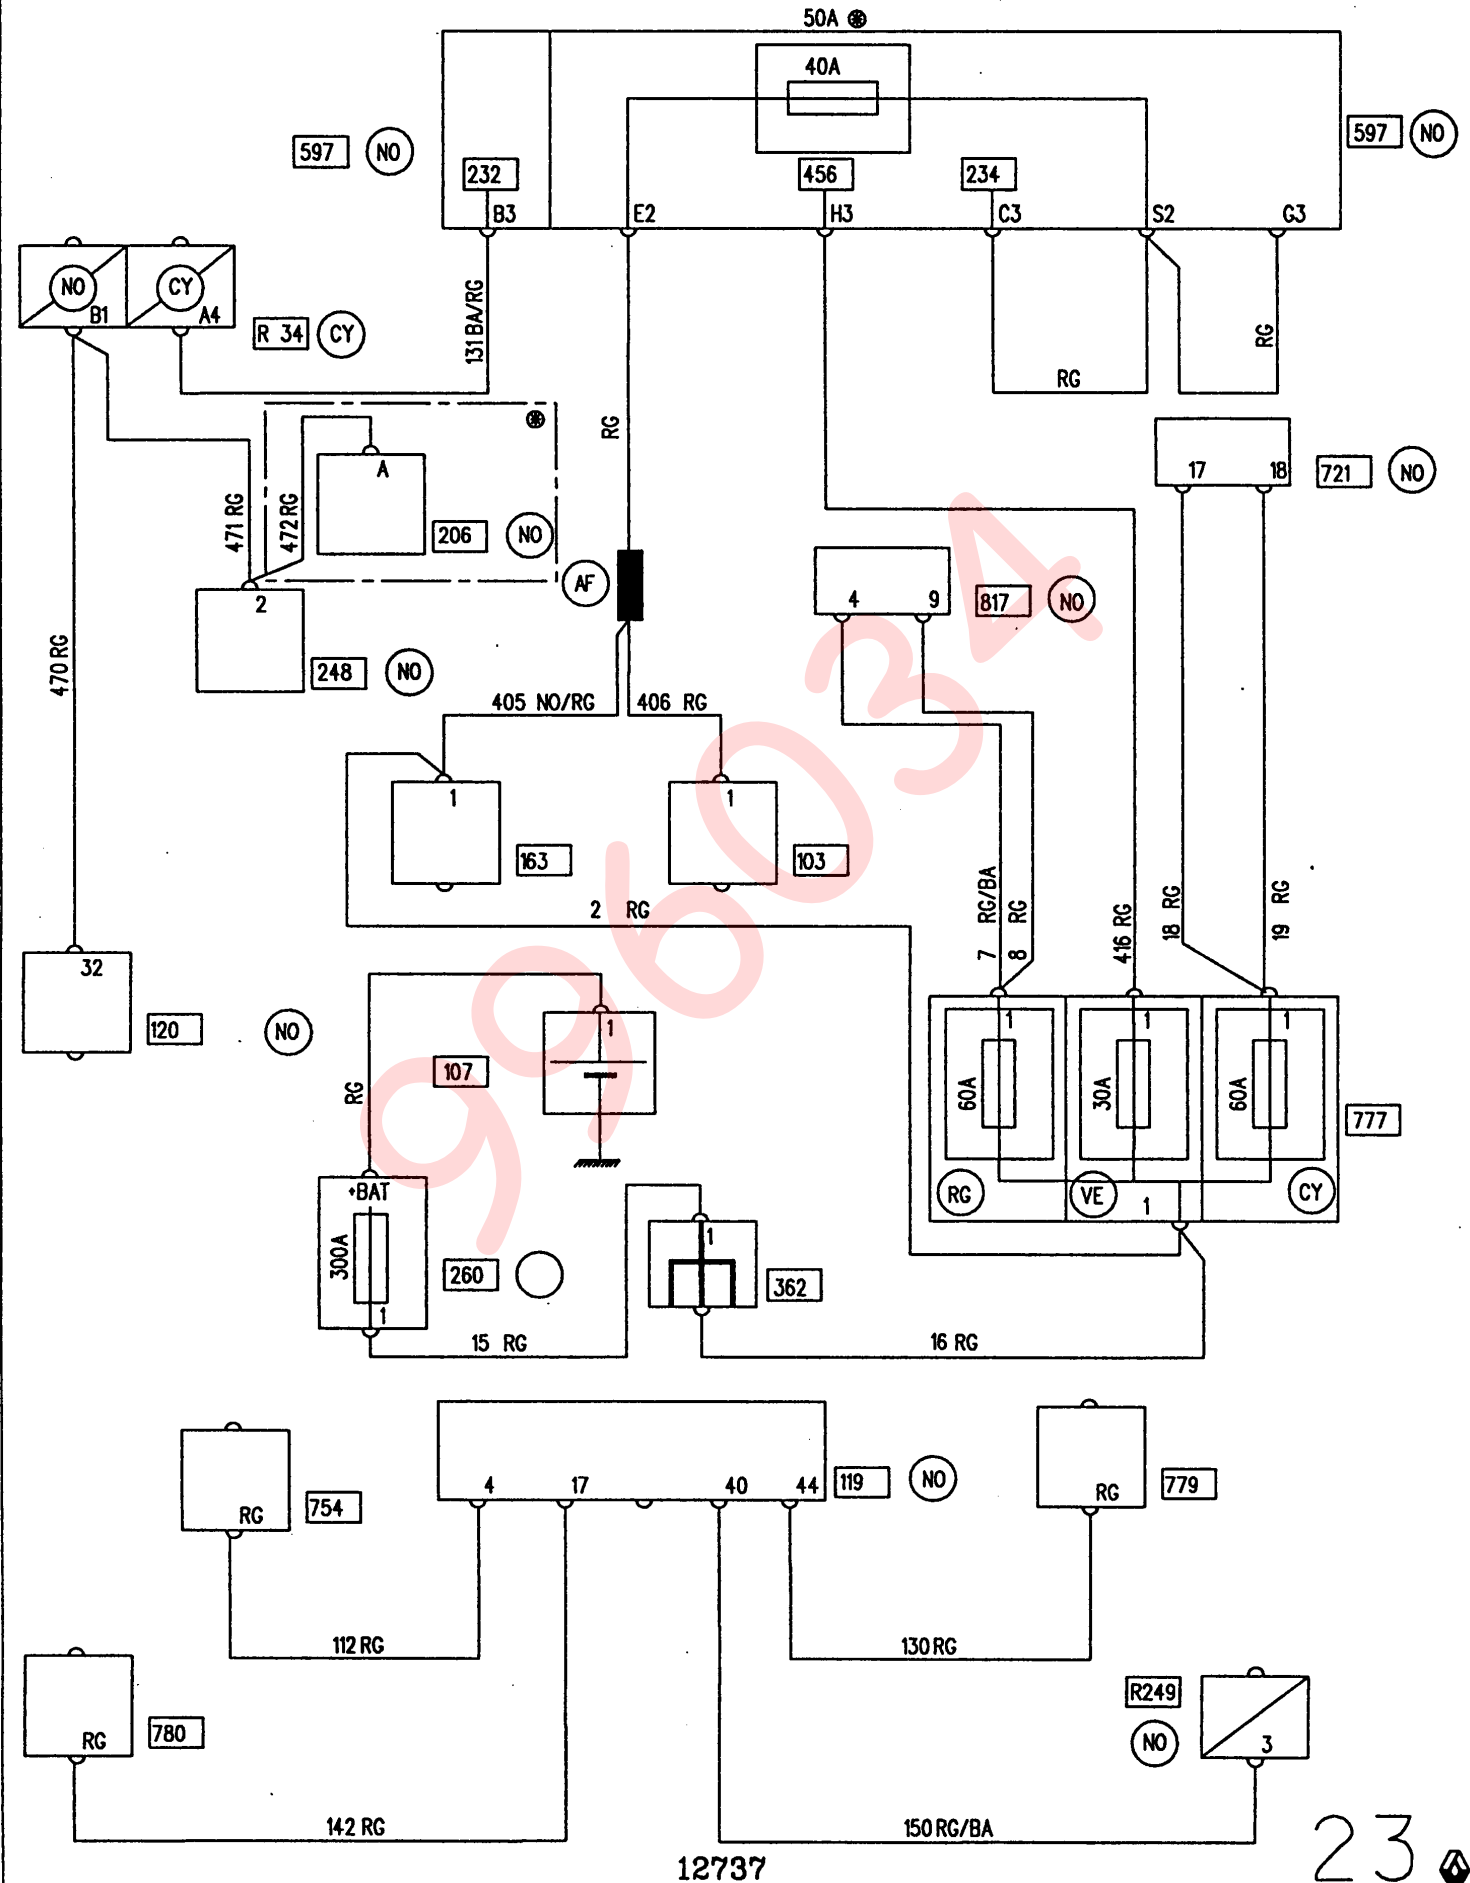 50A
40A
597 NO
597 NO
232
456
234
B3
E2
H3
C3
S2
G3
NO
CY
B1
A4
R 34 CY
131 BA/RG
RG
RG
RG
A
471 RG
472 RG
206 NO
17
18
721 NO
AF
4
9
817 NO
2
248 NO
470 RG
405 NO/RG
406 RG
1
1
163
103
2 RG
7 RG/BA
8 RG
416 RG
18 RG
19 RG
32
120 NO
RG
107
1
1
1
1
60A
30A
60A
777
+BAT
RG
VE
1
CY
300A
1
260
1
362
15 RG
16 RG
4
17
40
44
119 NO
RG
754
RG
779
112 RG
130 RG
RG
780
R249
NO
3
142 RG
150 RG/BA
12737
23
996034